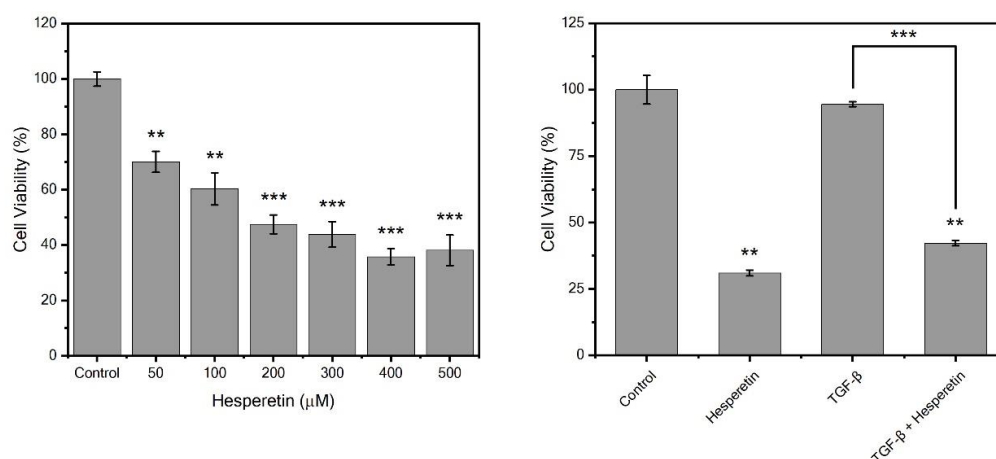 120
100
80
60
40
20
0
Cell Viability (%)
**
**
***
***
***
***
Control 50 100 200 300 400 500
Hesperetin (μM)
125
100
75
50
25
0
Cell Viability (%)
***
**
**
Control
Hesperetin
TGF-β
TGF-β + Hesperetin